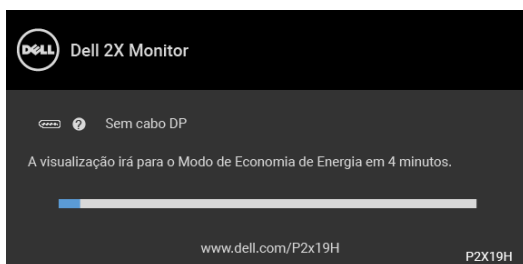 DELL
Dell 2X Monitor
? Sem cabo DP
A visualização irá para o Modo de Economia de Energia em 4 minutos.
www.dell.com/P2x19H
P2X19H